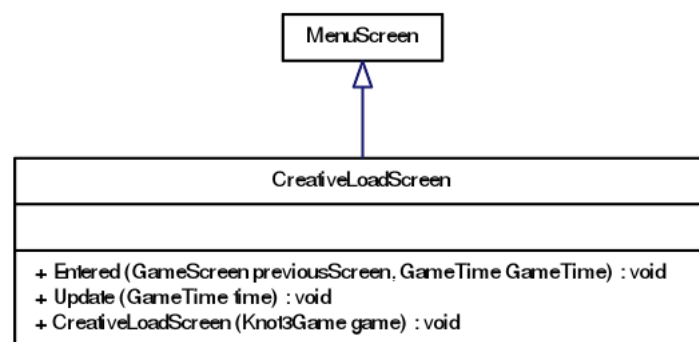 MenuScreen
CreativeLoadScreen
+ Entered (GameScreen previousScreen, GameTime GameTime) : void
+ Update (GameTime time) : void
+ CreativeLoadScreen (Knot3Game game) : void